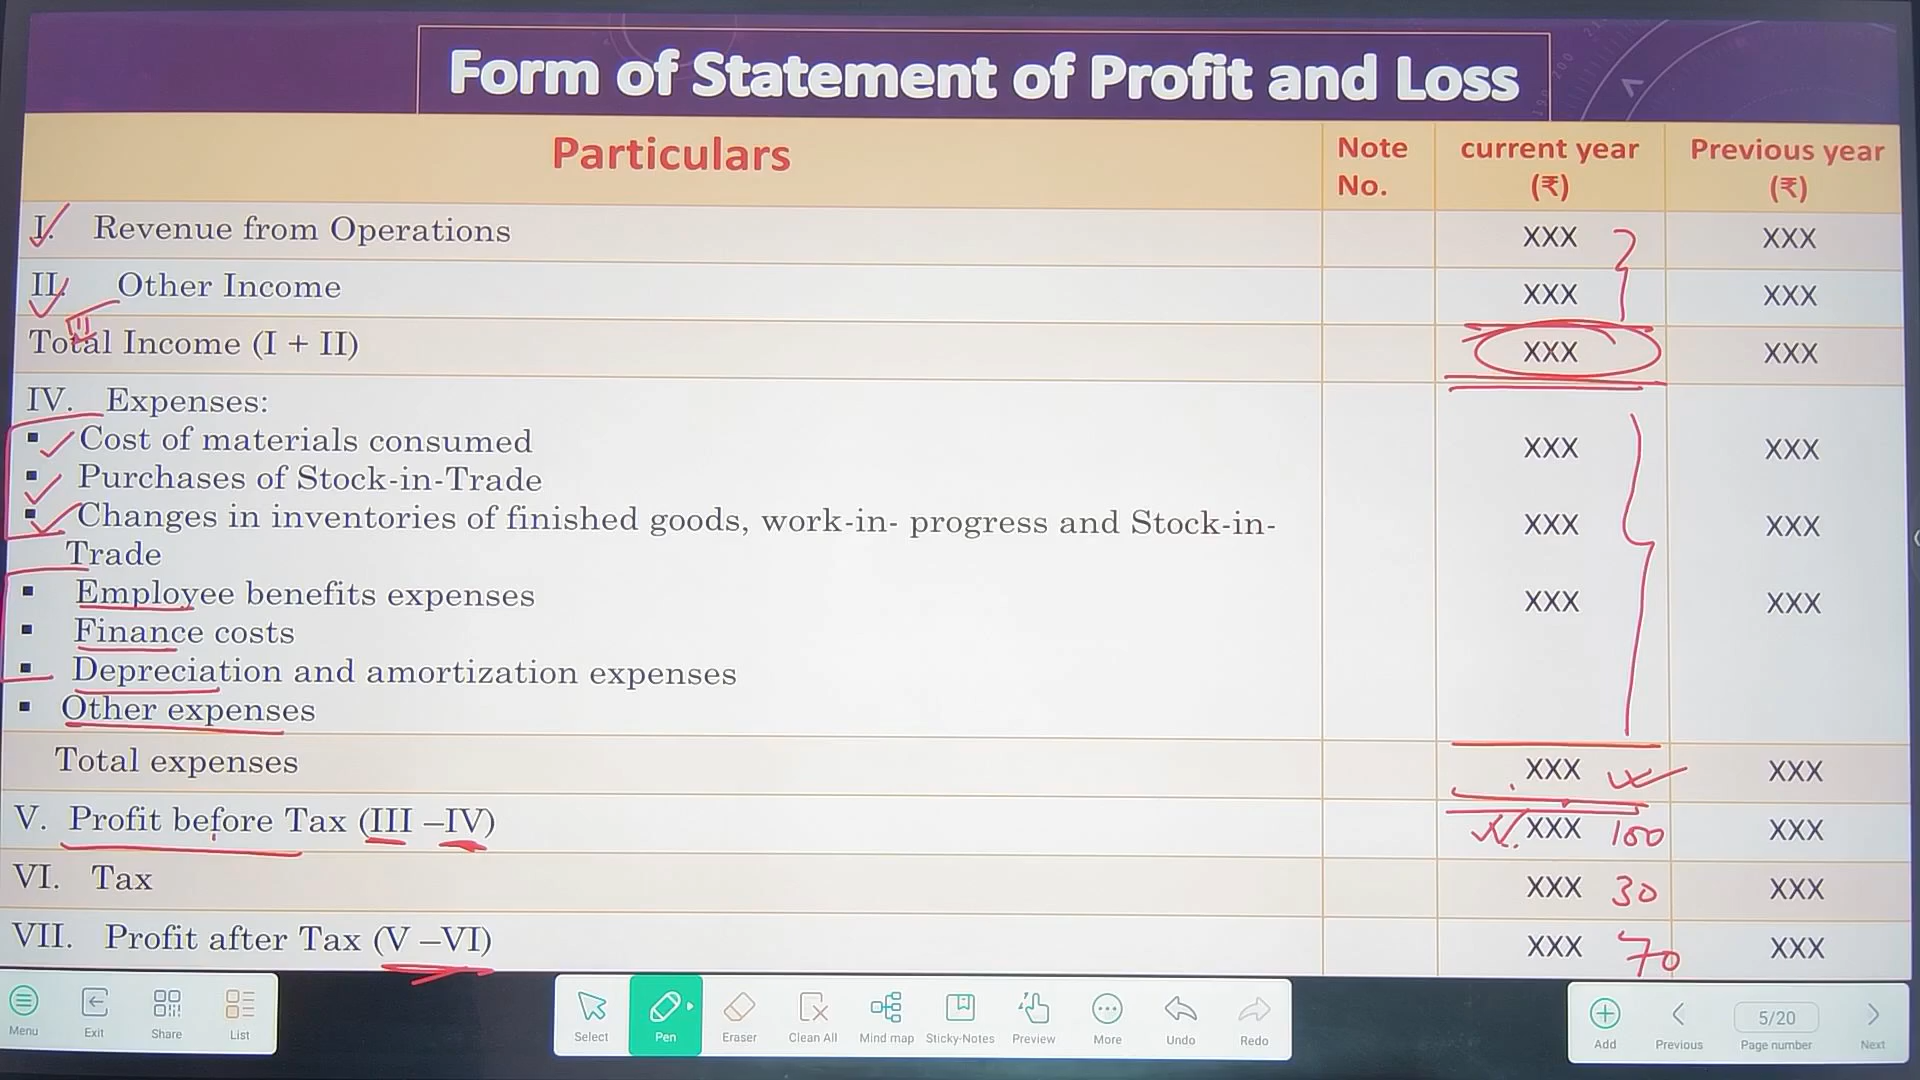 Form of Statement of Profit and Loss
Particulars Note No. current year (₹) Previous year (₹)
I. Revenue from Operations XXX XXX
II. Other Income XXX XXX
III
Total Income (I + II) XXX XXX
IV. Expenses:
▪ Cost of materials consumed XXX XXX
▪ Purchases of Stock-in-Trade
▪ Changes in inventories of finished goods, work-in- progress and Stock-in- XXX XXX
Trade
▪ Employee benefits expenses XXX XXX
▪ Finance costs
▪ Depreciation and amortization expenses
▪ Other expenses
Total expenses XXX XXX
V. Profit before Tax (III –IV) XXX 100 XXX
VI. Tax XXX 30 XXX
VII. Profit after Tax (V –VI) XXX 70 XXX
Menu Exit Share List Select Pen Eraser Clean All Mind map Sticky-Notes Preview More Undo Redo Add Previous 5/20 Page number Next